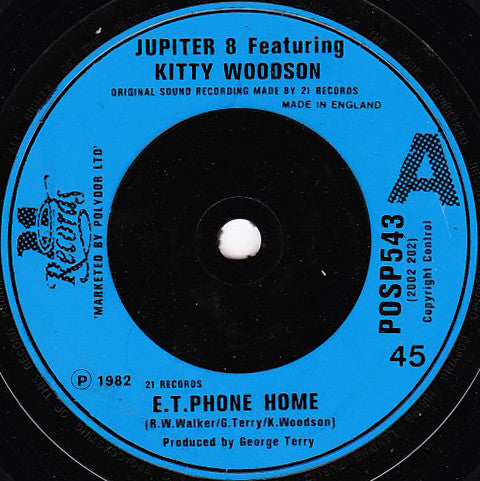 JUPITER 8 Featuring
KITTY WOODSON
ORIGINAL SOUND RECORDING MADE BY 21 RECORDS
MADE IN ENGLAND
A
21
Records
'MARKETED BY POLYDOR LTD'
POSP543
(2002 202)
Copyright Control
45
Ⓟ 1982
21 RECORDS
E.T.PHONE HOME
(R.W.Walker/G.Terry/K.Woodson)
Produced by George Terry